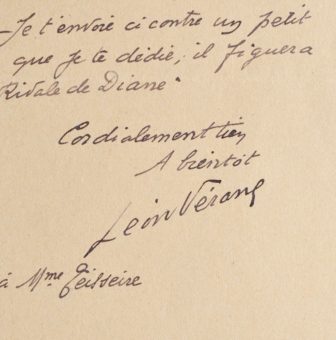 -Je t'envoie ci contre un petit
que je te dédie; il figurera
Rivale de Diane"
Cordialement tien
A bientôt
Léon Vérane
à Mme Teisseire